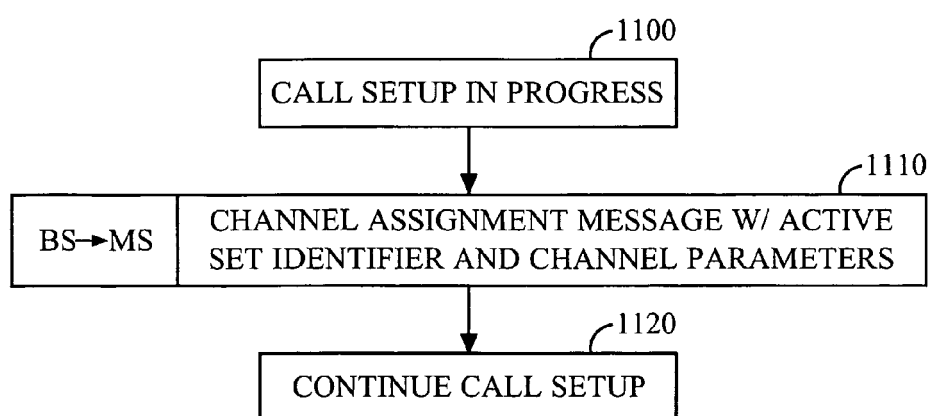 1100
CALL SETUP IN PROGRESS
1110
BS→MS
CHANNEL ASSIGNMENT MESSAGE W/ ACTIVE
SET IDENTIFIER AND CHANNEL PARAMETERS
1120
CONTINUE CALL SETUP